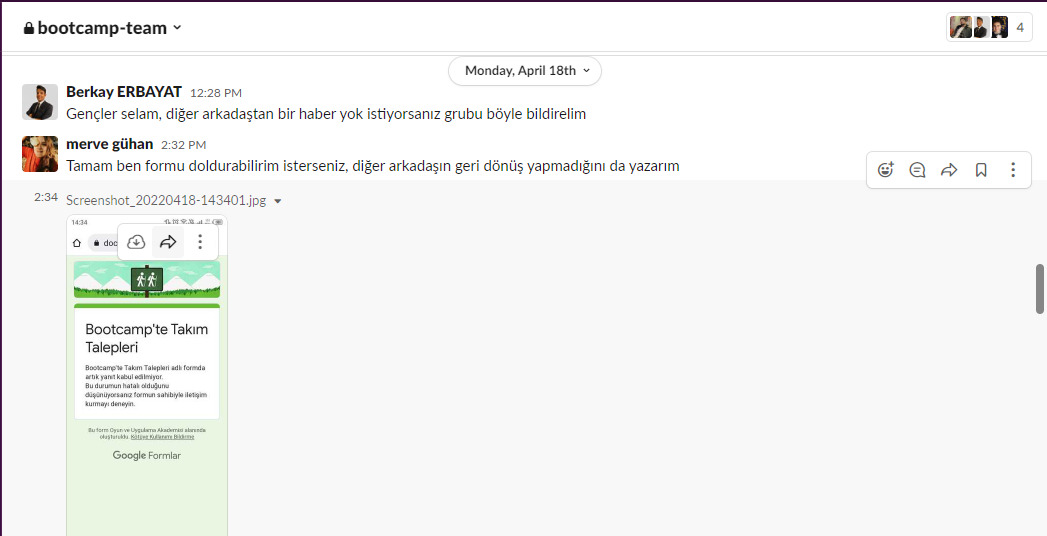 bootcamp-team
4
Monday, April 18th
Berkay ERBAYAT 12:28 PM
Gençler selam, diğer arkadaştan bir haber yok istiyorsanız grubu böyle bildirelim
merve gühan 2:32 PM
Tamam ben formu doldurabilirim isterseniz, diğer arkadaşın geri dönüş yapmadığını da yazarım
2:34 Screenshot_20220418-143401.jpg
14:34
doc
Bootcamp'te Takım
Talepleri
Bootcamp'te Takım Talepleri adlı formda
artık yanıt kabul edilmiyor.
Bu durumun hatalı olduğunu
düşünüyorsanız formun sahibiyle iletişim
kurmayı deneyin.
Bu form Oyun ve Uygulama Akademisi alanında
oluşturuldu. Kötüye Kullanımı Bildirme
Google Formlar